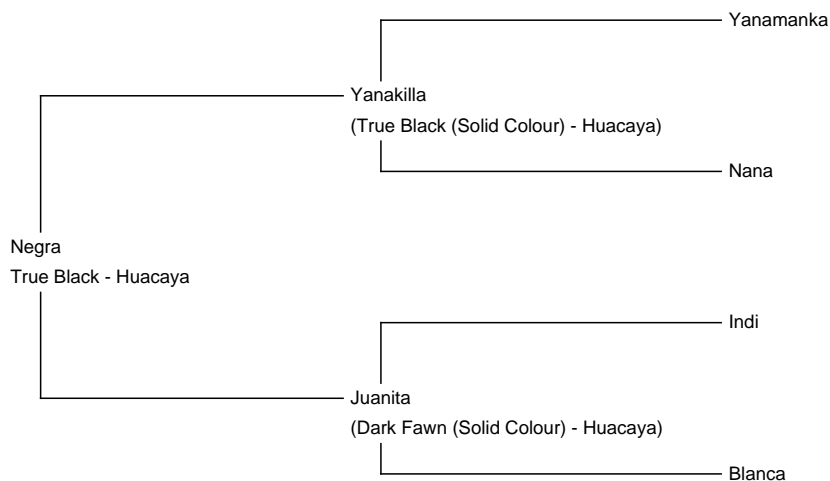 Yanamanka
Yanakilla
(True Black (Solid Colour) - Huacaya)
Nana
Negra
True Black - Huacaya
Indi
Juanita
(Dark Fawn (Solid Colour) - Huacaya)
Blanca